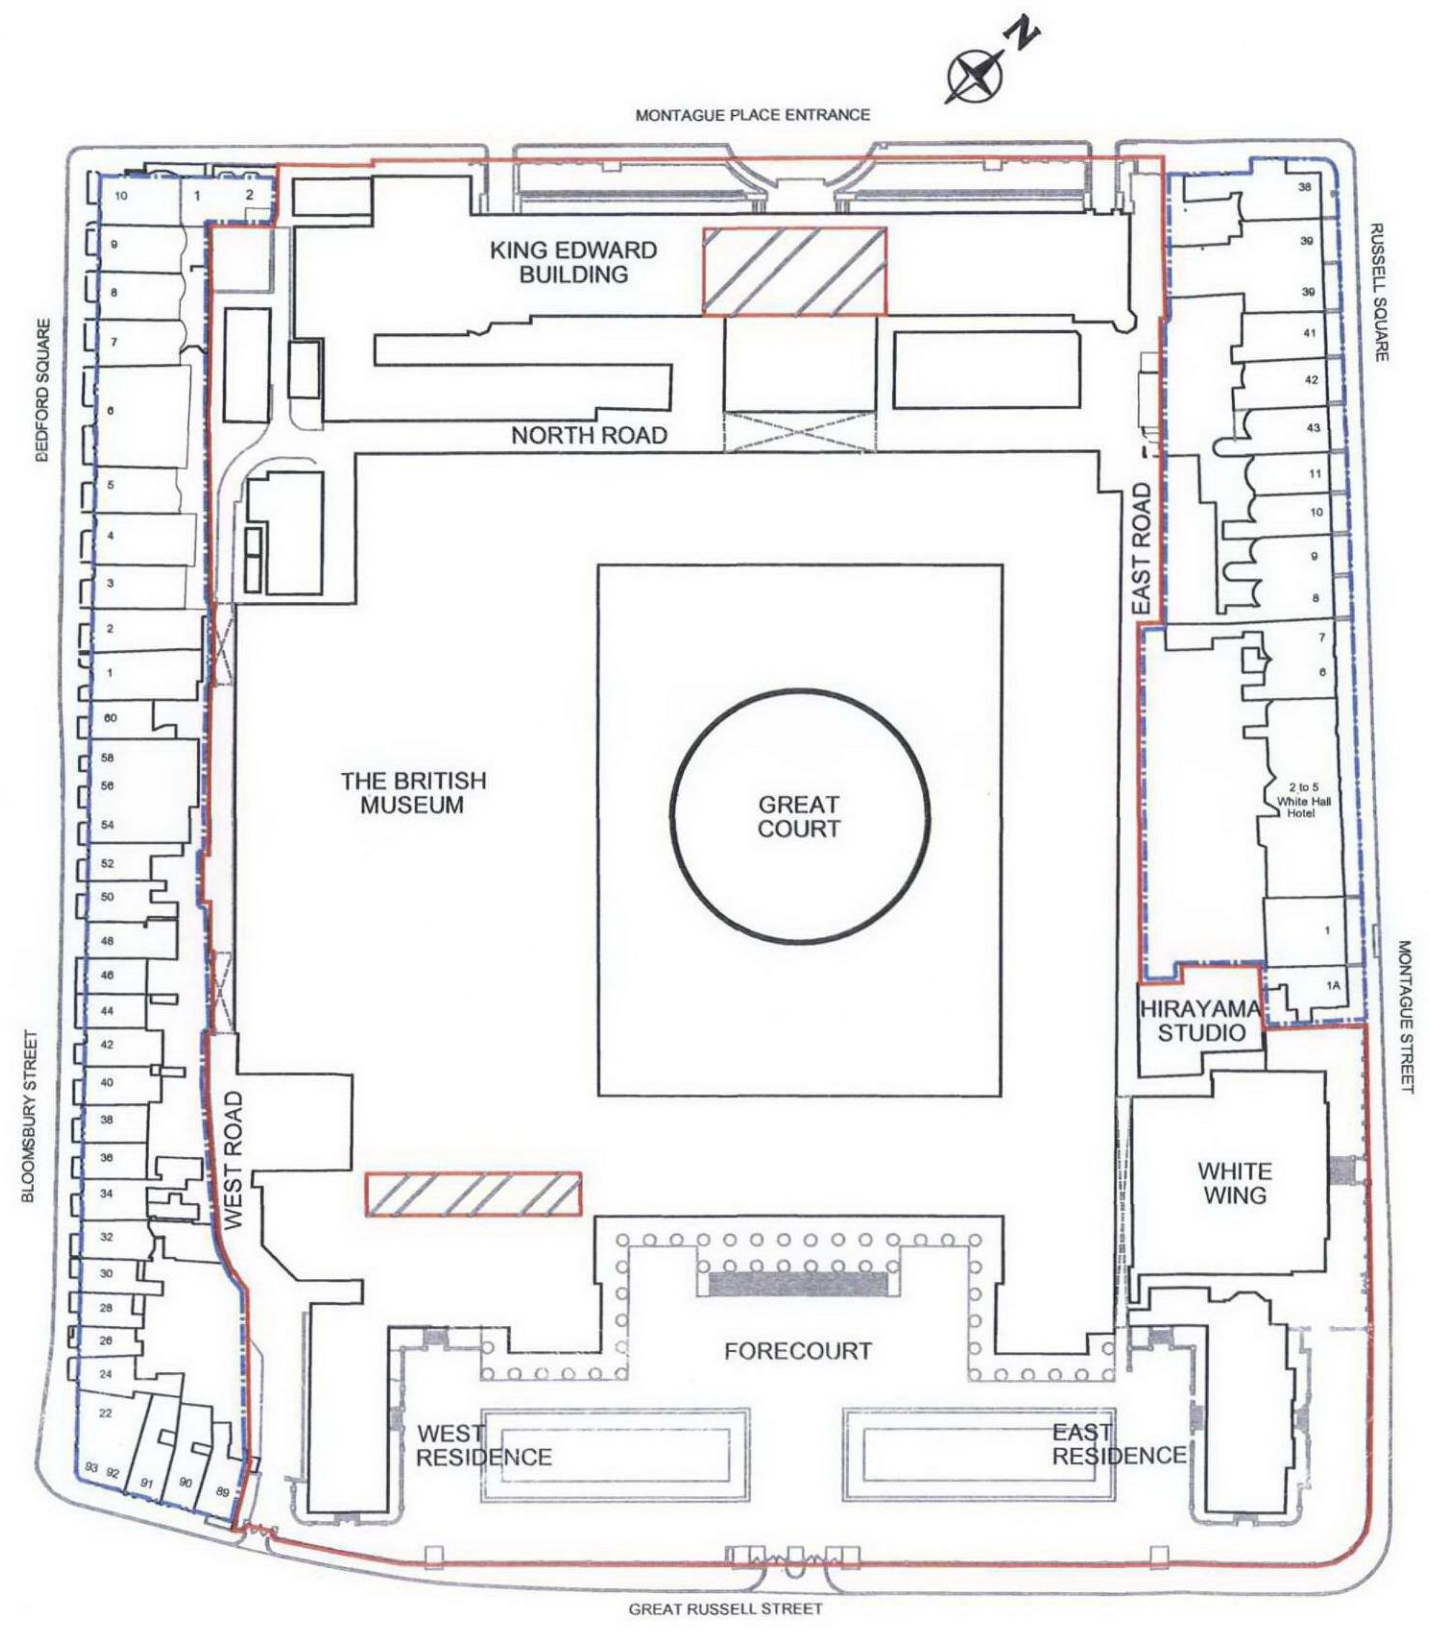 N
MONTAGUE PLACE ENTRANCE
10
1
2
9
8
7
6
5
4
3
2
1
60
58
56
54
52
50
48
46
44
42
40
38
36
34
32
30
28
26
24
22
93
92
91
90
89
BEDFORD SQUARE
BLOOMSBURY STREET
KING EDWARD
BUILDING
NORTH ROAD
EAST ROAD
THE BRITISH
MUSEUM
GREAT
COURT
WEST ROAD
HIRAYAMA
STUDIO
WHITE
WING
FORECOURT
WEST
RESIDENCE
EAST
RESIDENCE
38
39
39
41
42
43
11
10
9
8
7
6
2 to 5
White Hall
Hotel
1
1A
RUSSELL SQUARE
MONTAGUE STREET
GREAT RUSSELL STREET